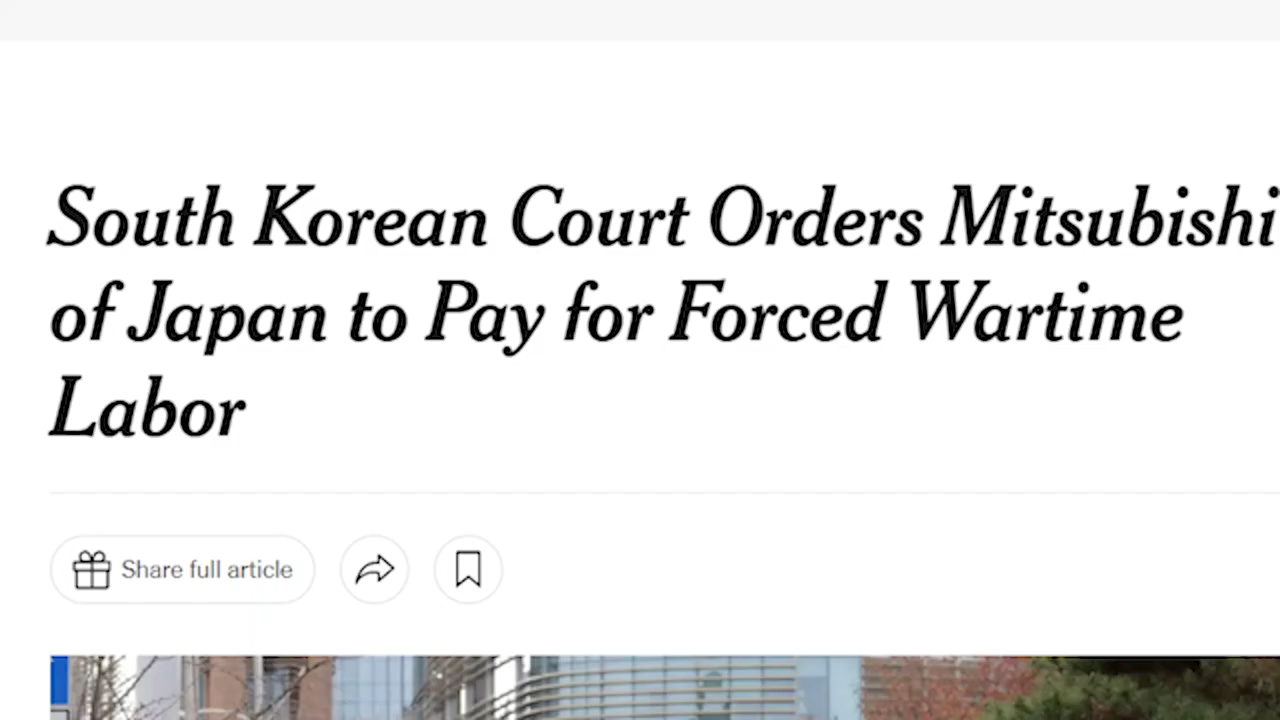 South Korean Court Orders Mitsubishi
of Japan to Pay for Forced Wartime
Labor
Share full article